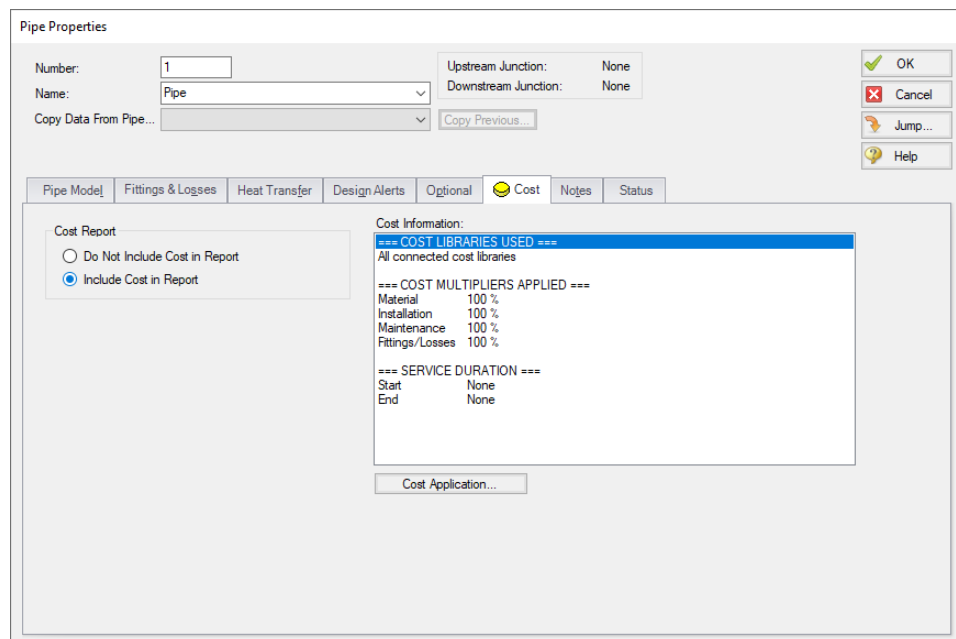 Pipe Properties
Number: 1
Name: Pipe
Copy Data From Pipe... Copy Previous...
Upstream Junction: None
Downstream Junction: None
OK
Cancel
Jump...
Help
Pipe Model Fittings & Losses Heat Transfer Design Alerts Optional Cost Notes Status
Cost Report
Do Not Include Cost in Report
Include Cost in Report
Cost Information:
=== COST LIBRARIES USED ===
All connected cost libraries
=== COST MULTIPLIERS APPLIED ===
Material 100 %
Installation 100 %
Maintenance 100 %
Fittings/Losses 100 %
=== SERVICE DURATION ===
Start None
End None
Cost Application...